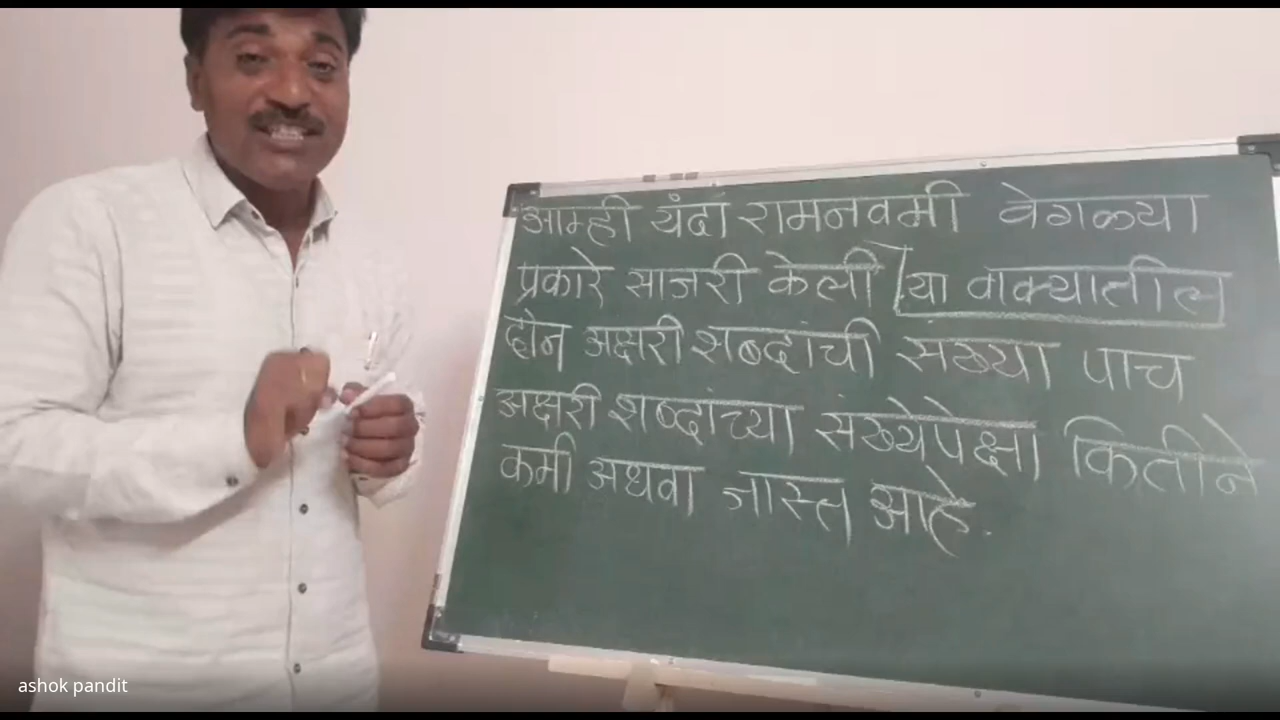 आम्ही यंदा रामनवमी वेगळ्या
प्रकारे साजरी केली या वाक्यातील
दोन अक्षरी शब्दांची संख्या पाच
अक्षरी शब्दांच्या संख्येपेक्षा कितीने
कमी अथवा जास्त आहे.
ashok pandit